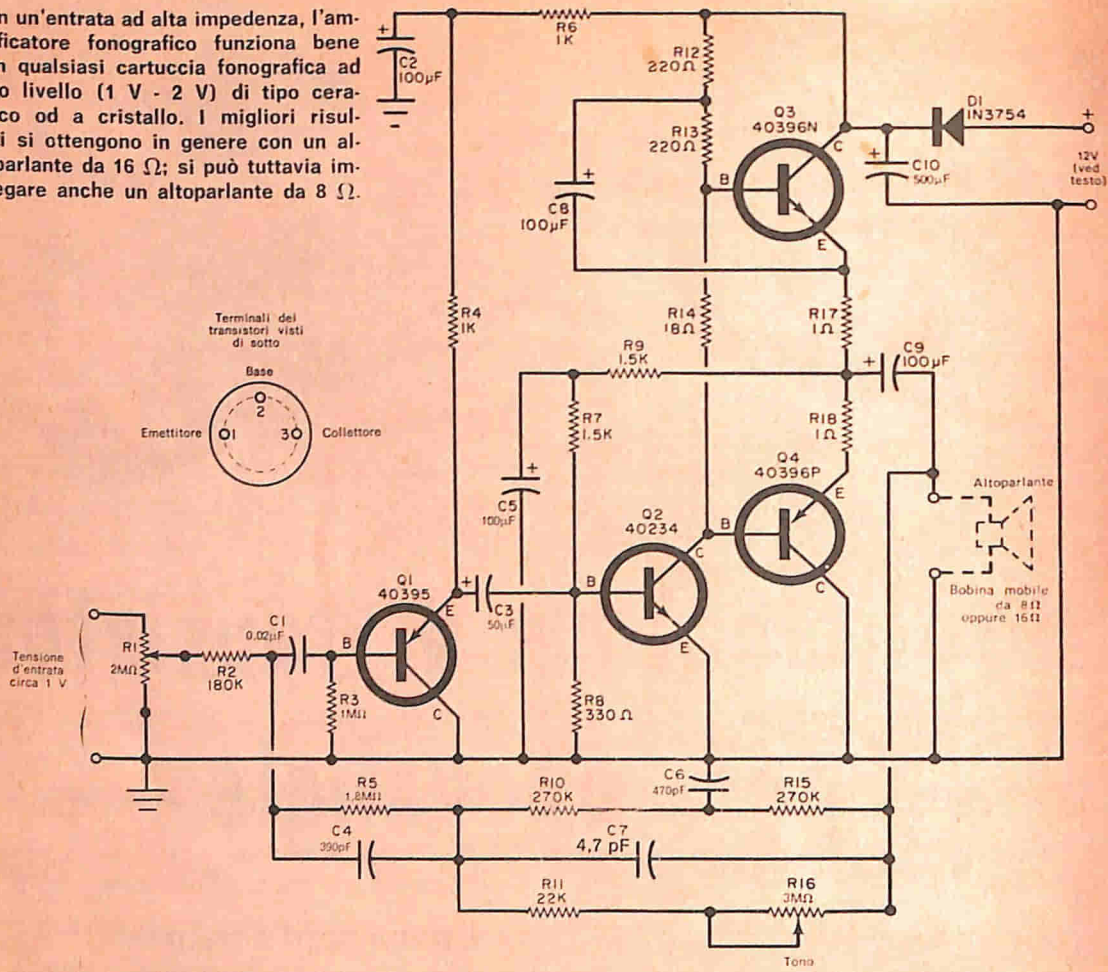 n un'entrata ad alta impedenza, l'am-
ficatore fonografico funziona bene
n qualsiasi cartuccia fonografica ad
o livello (1 V - 2 V) di tipo cera-
co od a cristallo. I migliori risul-
i si ottengono in genere con un al-
parlante da 16 Ω; si può tuttavia im-
egare anche un altoparlante da 8 Ω.
+
C2
100µF
R6
1K
R12
220Ω
R13
220Ω
Q3
40396N
B
C
E
D1
IN3754
+
12V
(ved
testo)
+
C10
500µF
+
C8
100µF
R4
1K
R14
18Ω
R17
1Ω
R9
1.5K
+
C9
100µF
Terminali dei
transistori visti
di sotto
Base
2
Emettitore
1
3
Collettore
R7
1.5K
R18
1Ω
+
C5
100µF
Q2
40234
B
C
E
Q4
40396P
B
E
C
Altoparlante
Bobina mobile
da 8Ω
oppure 16Ω
Q1
40395
B
E
C
+
C3
50µF
Tensione
d'entrata
circa 1 V
R1
2MΩ
R2
180K
C1
0,02µF
R3
1MΩ
R8
330Ω
C6
470pF
R5
1,8MΩ
R10
270K
R15
270K
C4
390pF
C7
4,7 pF
R11
22K
R16
3MΩ
Tono